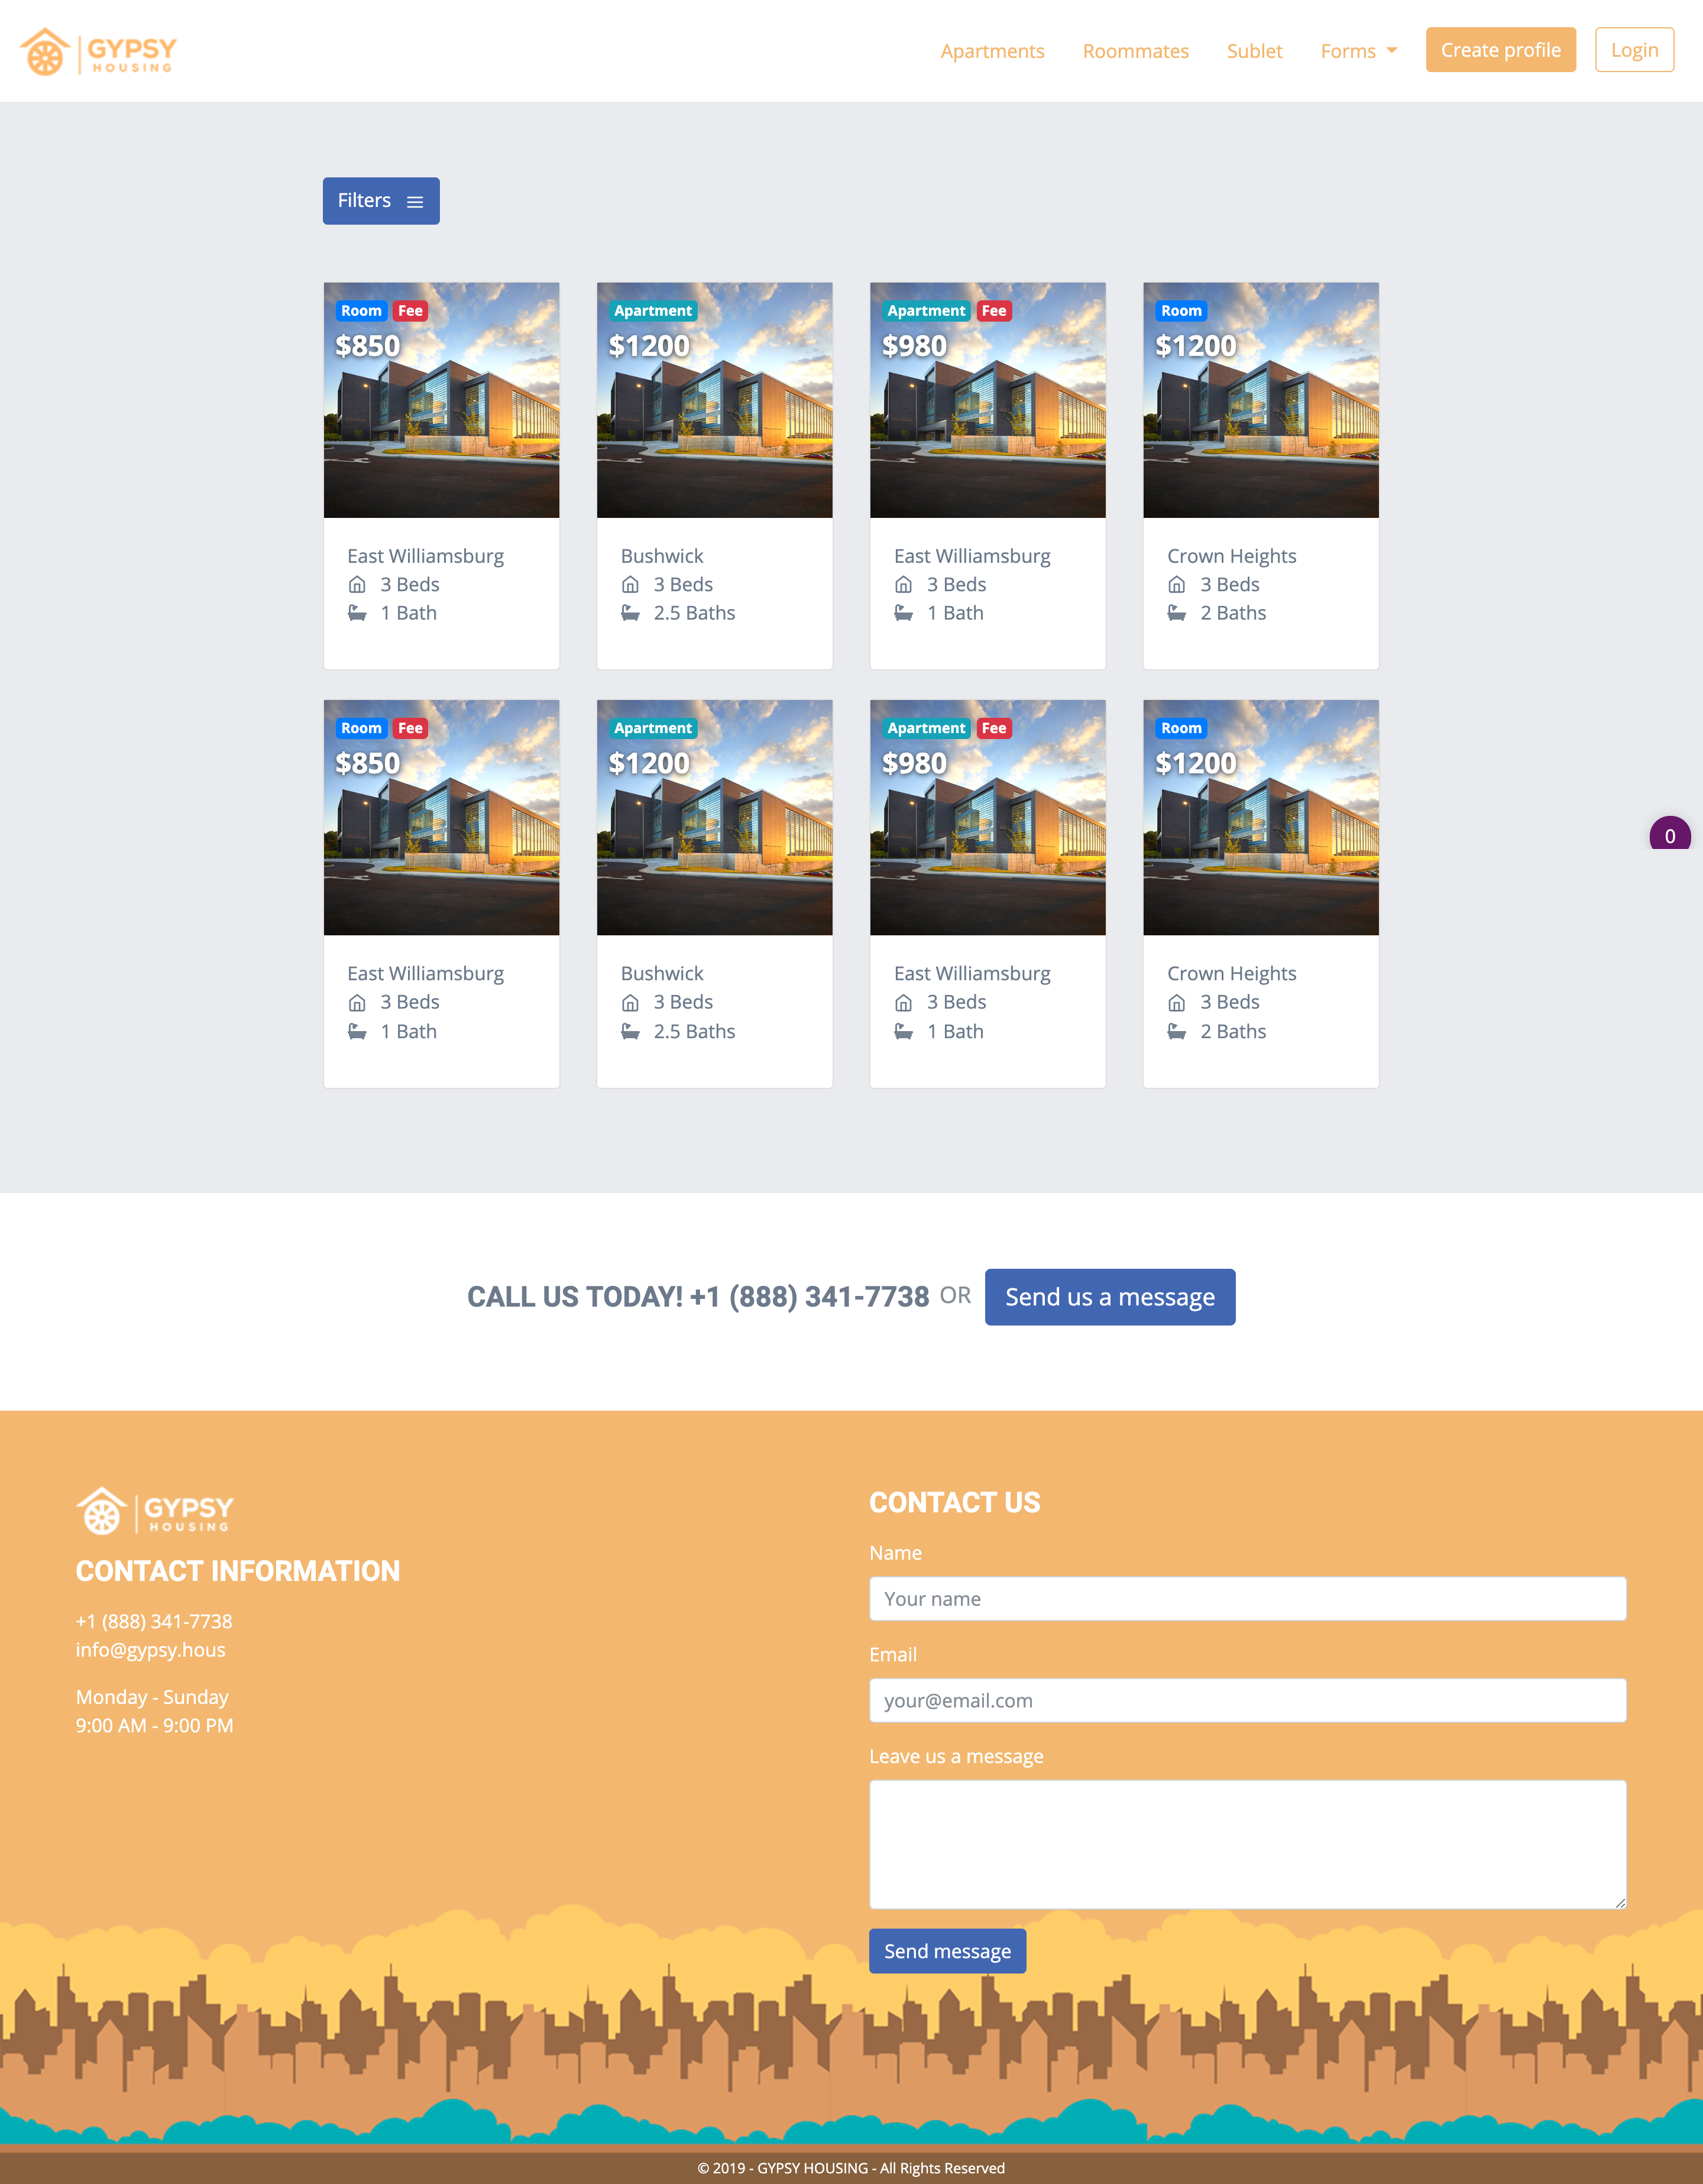 GYPSY
HOUSING
Apartments
Roommates
Sublet
Forms
Create profile
Login
Filters
Room Fee
$850
East Williamsburg
3 Beds
1 Bath
Apartment
$1200
Bushwick
3 Beds
2.5 Baths
Apartment Fee
$980
East Williamsburg
3 Beds
1 Bath
Room
$1200
Crown Heights
3 Beds
2 Baths
Room Fee
$850
East Williamsburg
3 Beds
1 Bath
Apartment
$1200
Bushwick
3 Beds
2.5 Baths
Apartment Fee
$980
East Williamsburg
3 Beds
1 Bath
Room
$1200
Crown Heights
3 Beds
2 Baths
0
CALL US TODAY! +1 (888) 341-7738 OR
Send us a message
GYPSY
HOUSING
CONTACT INFORMATION
+1 (888) 341-7738
info@gypsy.hous
Monday - Sunday
9:00 AM - 9:00 PM
CONTACT US
Name
Your name
Email
your@email.com
Leave us a message
Send message
© 2019 - GYPSY HOUSING - All Rights Reserved